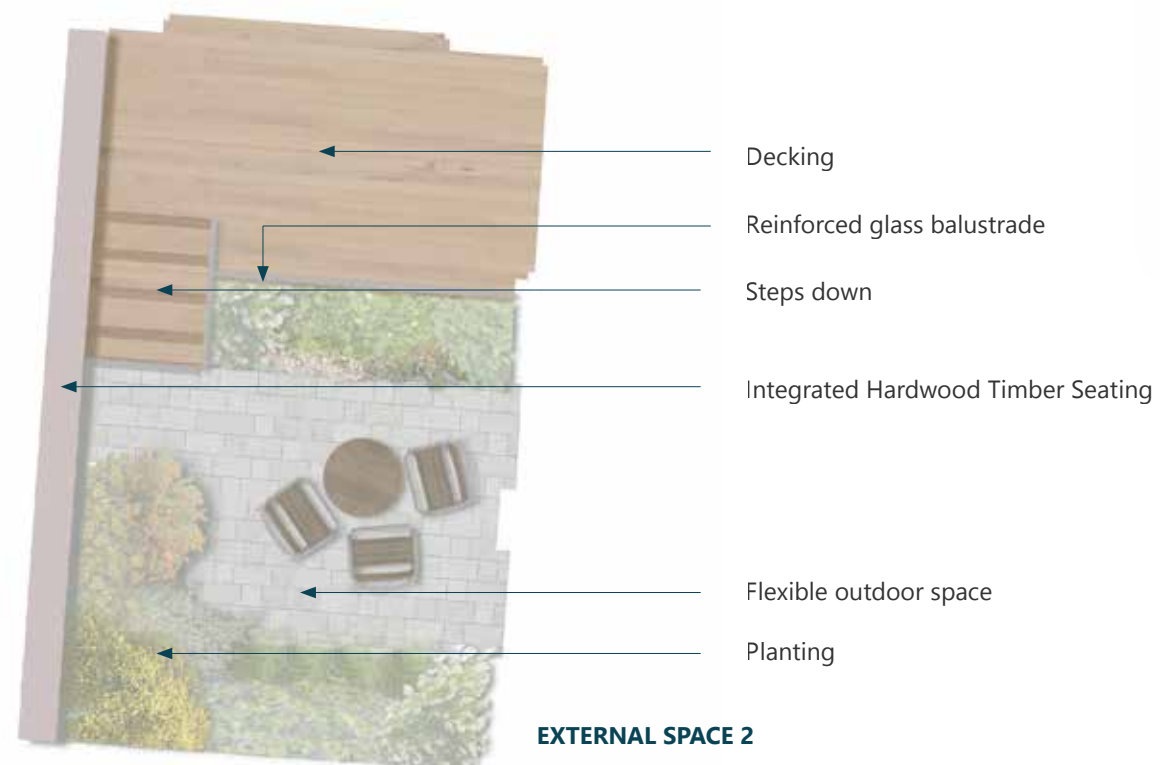 Decking
Reinforced glass balustrade
Steps down
Integrated Hardwood Timber Seating
Flexible outdoor space
Planting
EXTERNAL SPACE 2